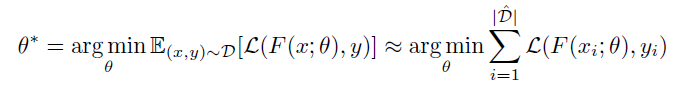 θ* = arg min_θ 𝔼_{(x,y)∼𝒟}[ℒ(F(x; θ), y)] ≈ arg min_θ ∑_{i=1}^{|𝒟̂|} ℒ(F(x_i; θ), y_i)